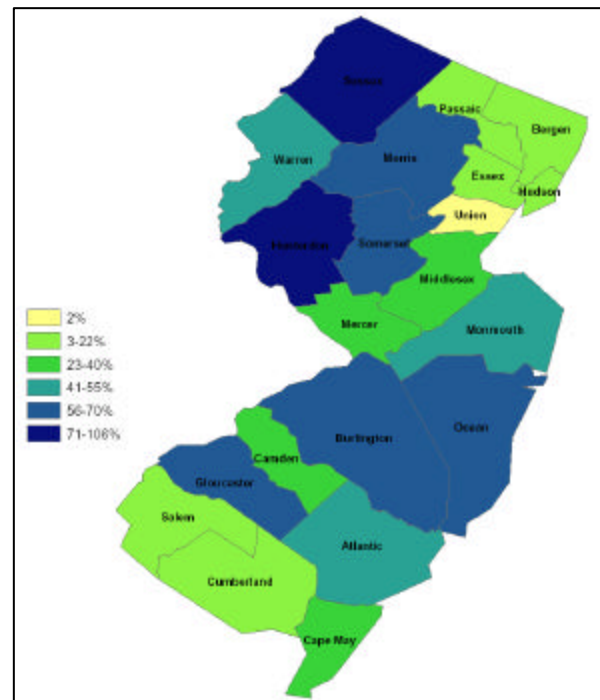 Sussex
Passaic
Bergen
Morris
Warren
Essex
Hudson
Union
Hunterdon
Somerset
Middlesex
Mercer
Monmouth
2%
3-22%
23-40%
41-55%
56-70%
71-106%
Burlington
Ocean
Camden
Gloucester
Salem
Atlantic
Cumberland
Cape May